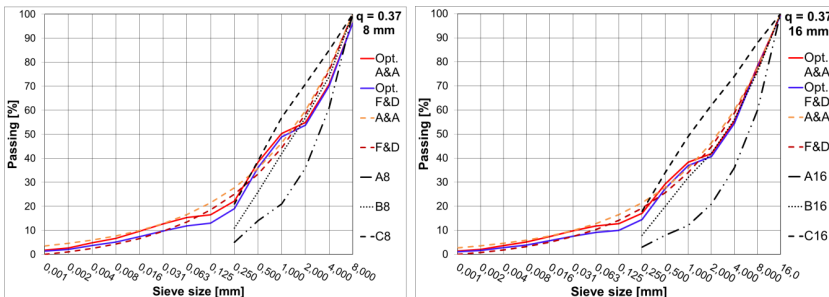 100
90
80
70
60
50
40
30
20
10
0
Passing [%]
0.001
0.002
0.004
0.008
0.016
0.031
0.063
0.125
0.250
0.500
1.000
2.000
4.000
8.000
Sieve size [mm]
q = 0.37
8 mm
Opt.
A&A
Opt.
F&D
A&A
F&D
A8
B8
C8
100
90
80
70
60
50
40
30
20
10
0
Passing [%]
0.001
0.002
0.004
0.008
0.016
0.031
0.063
0.125
0.250
0.500
1.000
2.000
4.000
8.000
16.0
Sieve size [mm]
q = 0.37
16 mm
Opt.
A&A
Opt.
F&D
A&A
F&D
A16
B16
C16